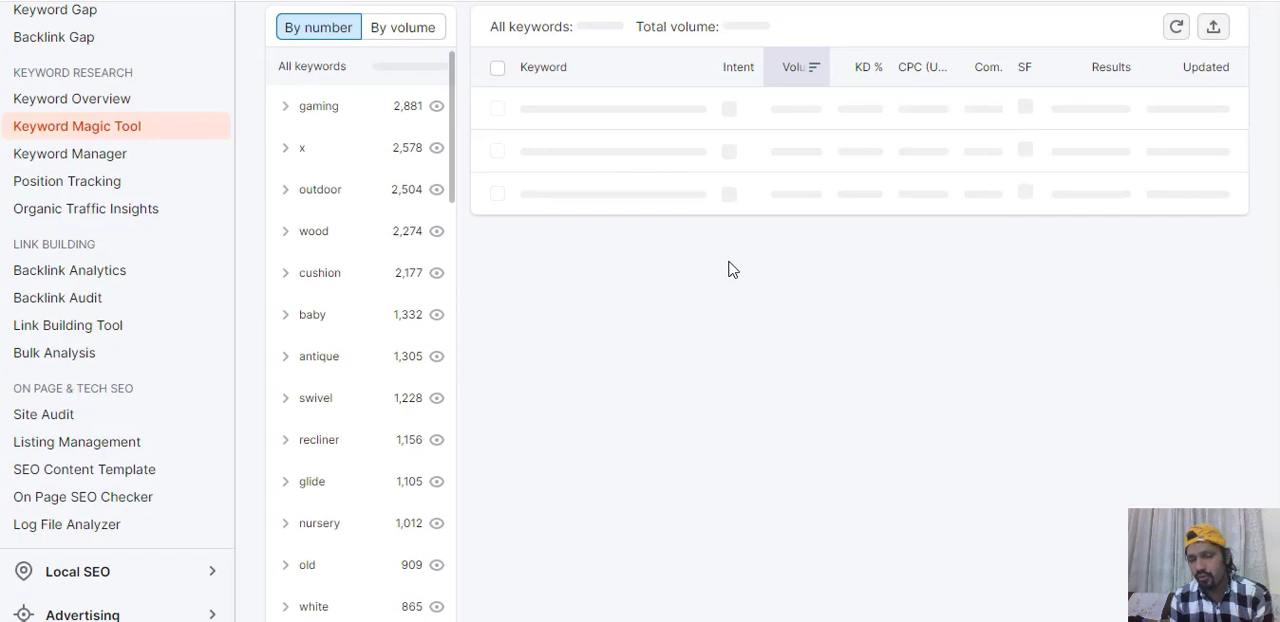 Keyword Gap
Backlink Gap
KEYWORD RESEARCH
Keyword Overview
Keyword Magic Tool
Keyword Manager
Position Tracking
Organic Traffic Insights
LINK BUILDING
Backlink Analytics
Backlink Audit
Link Building Tool
Bulk Analysis
ON PAGE & TECH SEO
Site Audit
Listing Management
SEO Content Template
On Page SEO Checker
Log File Analyzer
Local SEO
Advertising
By number By volume
All keywords
gaming 2,881
x 2,578
outdoor 2,504
wood 2,274
cushion 2,177
baby 1,332
antique 1,305
swivel 1,228
recliner 1,156
glide 1,105
nursery 1,012
old 909
white 865
All keywords: Total volume:
Keyword Intent Volu KD % CPC (U... Com. SF Results Updated